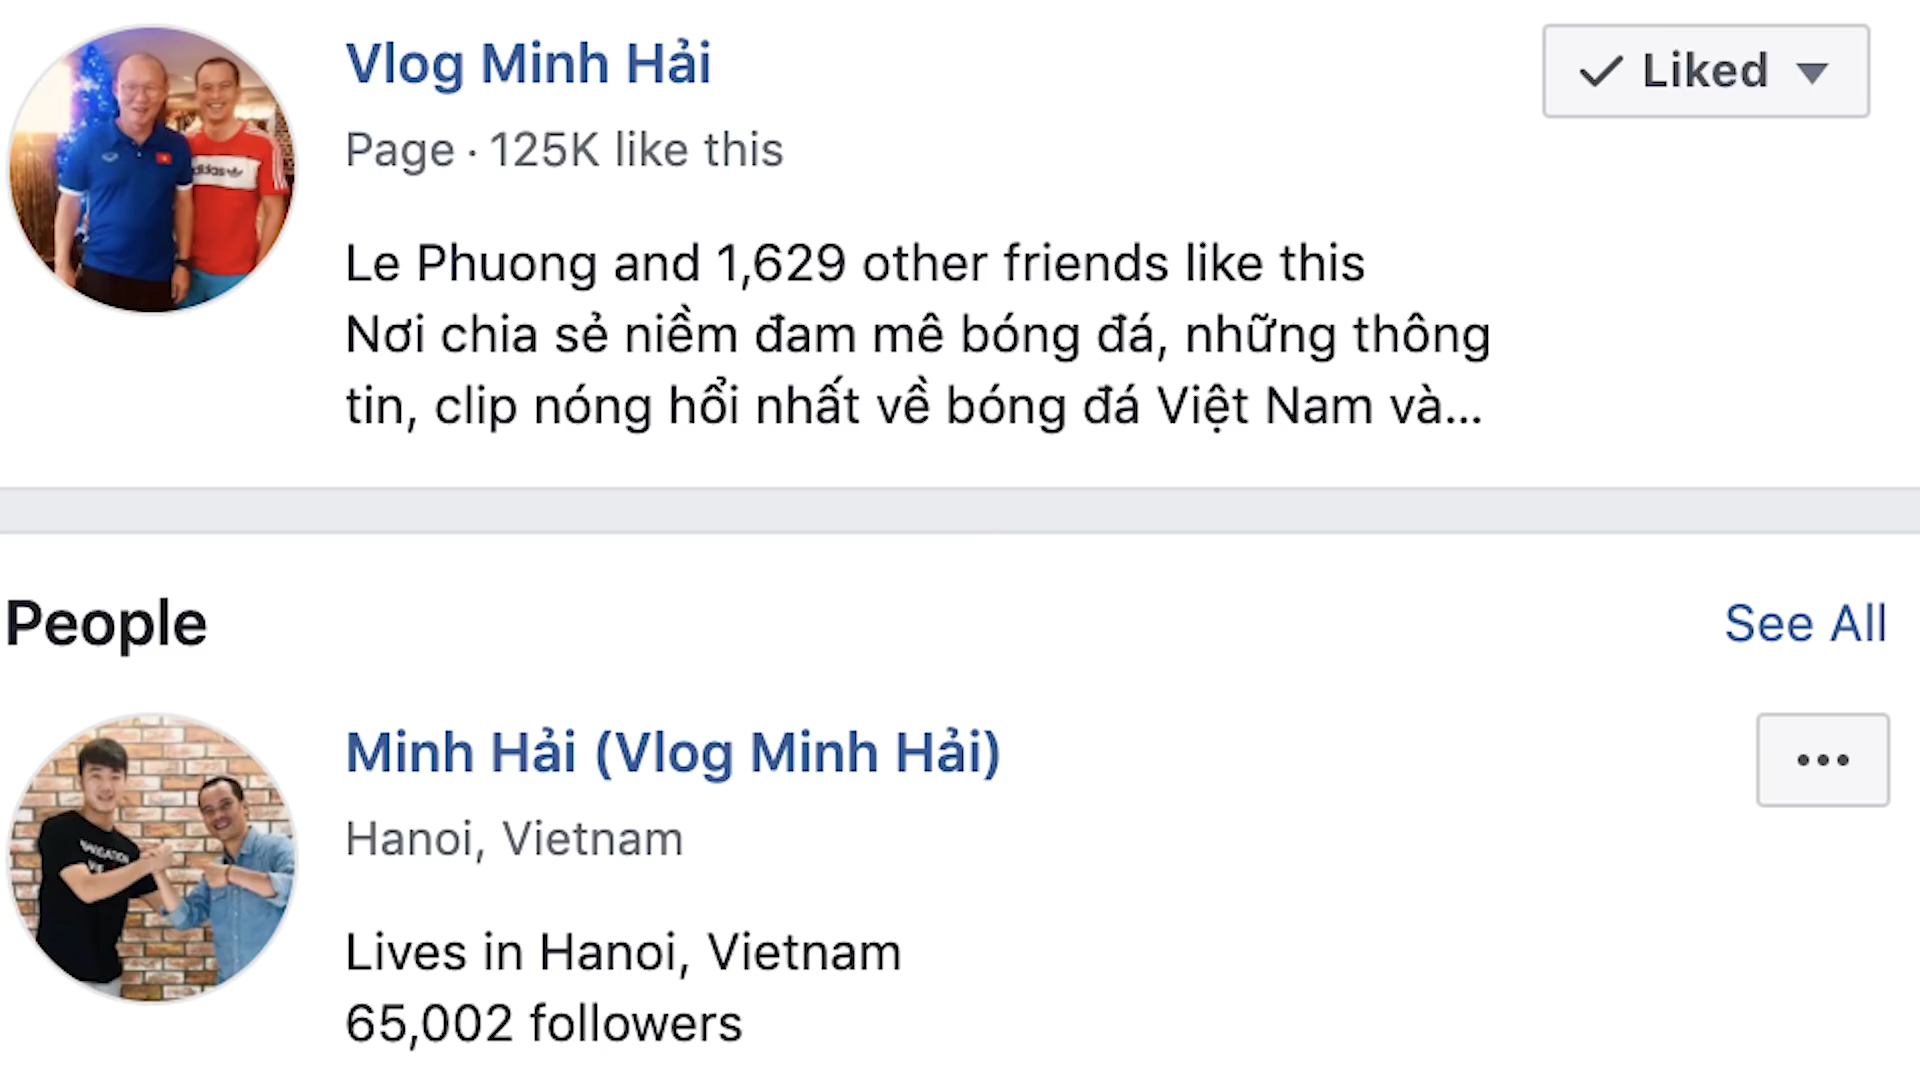 Vlog Minh Hải
✓ Liked
Page · 125K like this
adidas
Le Phuong and 1,629 other friends like this
Nơi chia sẻ niềm đam mê bóng đá, những thông
tin, clip nóng hổi nhất về bóng đá Việt Nam và...
People
See All
Minh Hải (Vlog Minh Hải)
Hanoi, Vietnam
NAVIGATION
Lives in Hanoi, Vietnam
65,002 followers